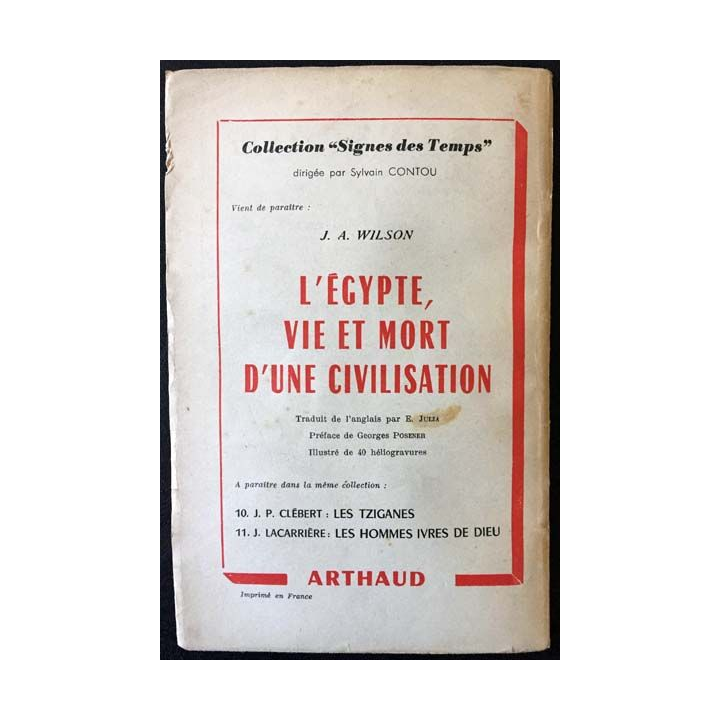 Collection "Signes des Temps"
dirigée par Sylvain CONTOU
Vient de paraître :
J. A. WILSON
L'ÉGYPTE,
VIE ET MORT
D'UNE CIVILISATION
Traduit de l'anglais par E. JULIA
Préface de Georges POSENER
Illustré de 40 héliogravures
A paraître dans la même collection :
10. J. P. CLÉBERT : LES TZIGANES
11. J. LACARRIÈRE : LES HOMMES IVRES DE DIEU
ARTHAUD
Imprimé en France